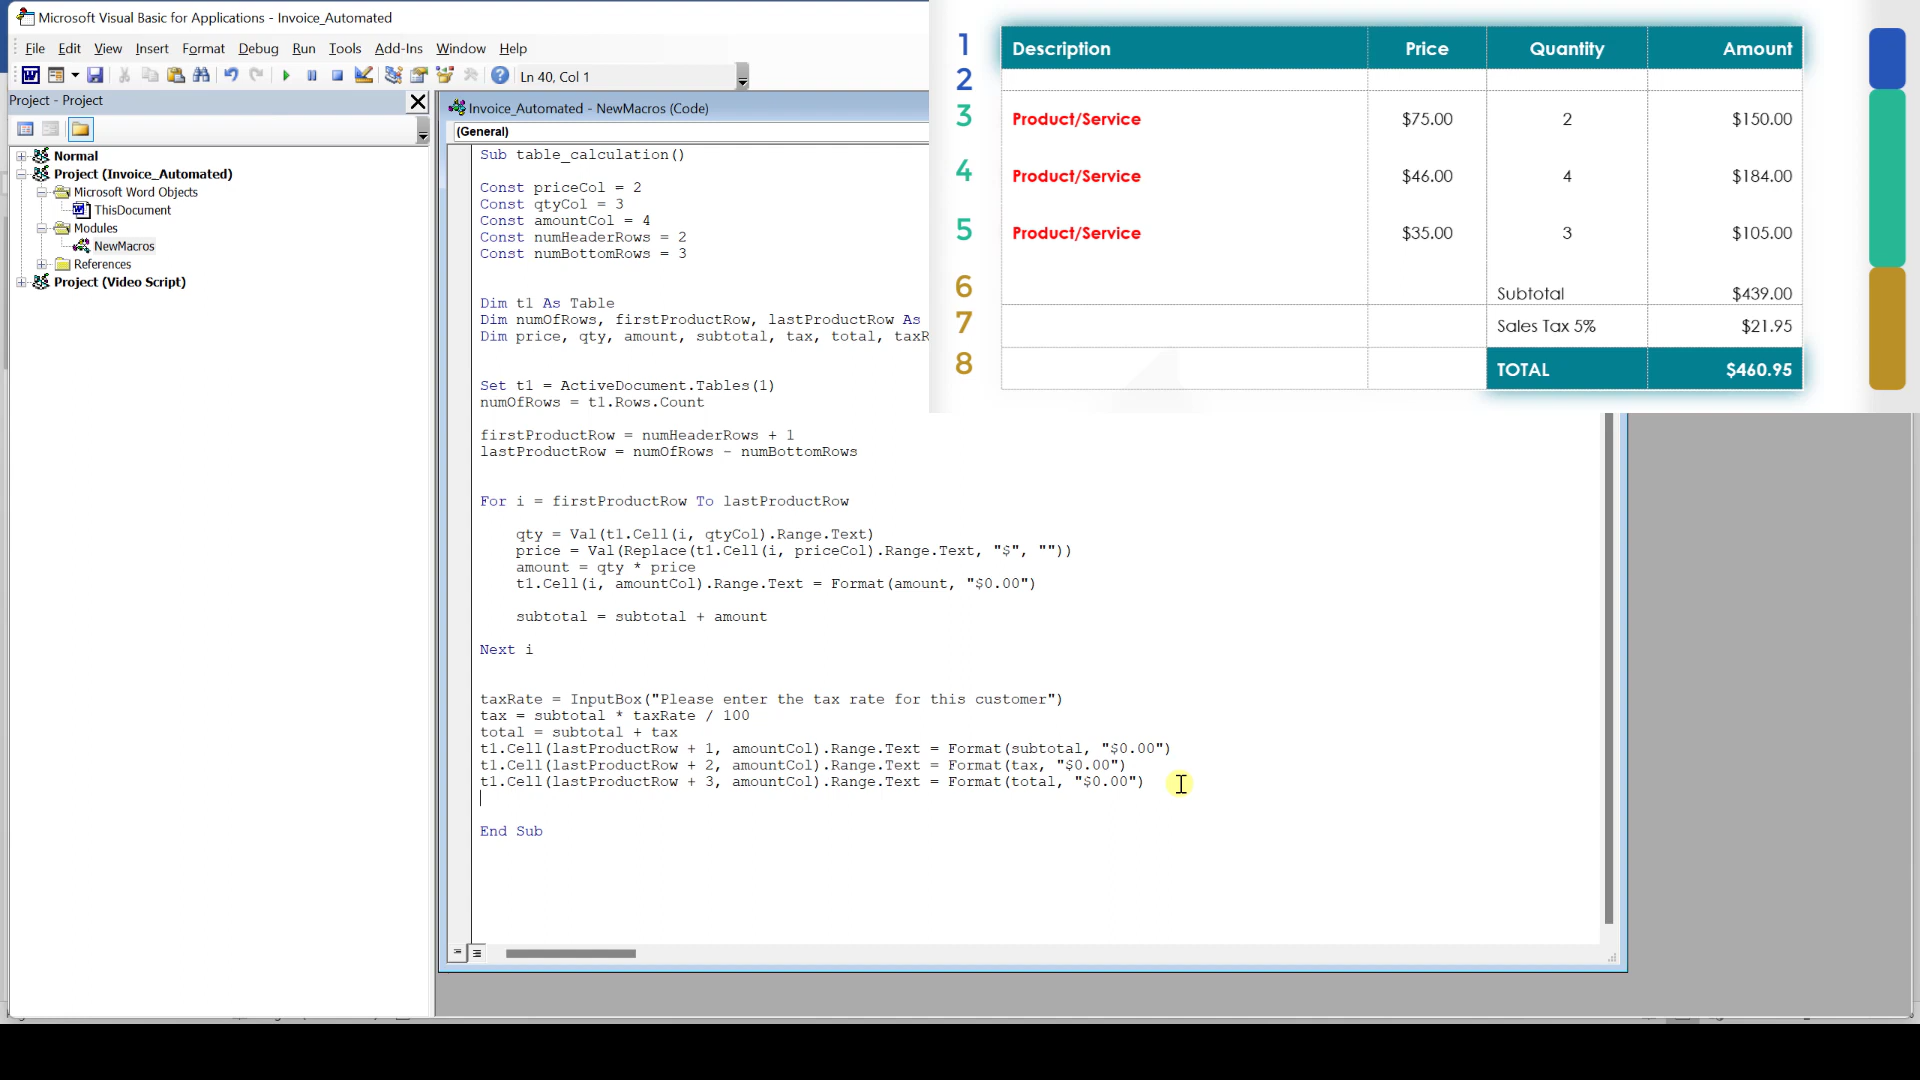 Microsoft Visual Basic for Applications - Invoice_Automated
File Edit View Insert Format Debug Run Tools Add-Ins Window Help
Ln 40, Col 1
Project - Project
Normal
Project (Invoice_Automated)
Microsoft Word Objects
ThisDocument
Modules
NewMacros
References
Project (Video Script)
Invoice_Automated - NewMacros (Code)
(General)
Sub table_calculation()
Const priceCol = 2
Const qtyCol = 3
Const amountCol = 4
Const numHeaderRows = 2
Const numBottomRows = 3
Dim t1 As Table
Dim numOfRows, firstProductRow, lastProductRow As
Dim price, qty, amount, subtotal, tax, total, taxR
Set t1 = ActiveDocument.Tables(1)
numOfRows = t1.Rows.Count
firstProductRow = numHeaderRows + 1
lastProductRow = numOfRows - numBottomRows
For i = firstProductRow To lastProductRow
qty = Val(t1.Cell(i, qtyCol).Range.Text)
price = Val(Replace(t1.Cell(i, priceCol).Range.Text, "$", ""))
amount = qty * price
t1.Cell(i, amountCol).Range.Text = Format(amount, "$0.00")
subtotal = subtotal + amount
Next i
taxRate = InputBox("Please enter the tax rate for this customer")
tax = subtotal * taxRate / 100
total = subtotal + tax
t1.Cell(lastProductRow + 1, amountCol).Range.Text = Format(subtotal, "$0.00")
t1.Cell(lastProductRow + 2, amountCol).Range.Text = Format(tax, "$0.00")
t1.Cell(lastProductRow + 3, amountCol).Range.Text = Format(total, "$0.00")
End Sub
1 Description Price Quantity Amount
2
3 Product/Service $75.00 2 $150.00
4 Product/Service $46.00 4 $184.00
5 Product/Service $35.00 3 $105.00
6 Subtotal $439.00
7 Sales Tax 5% $21.95
8 TOTAL $460.95